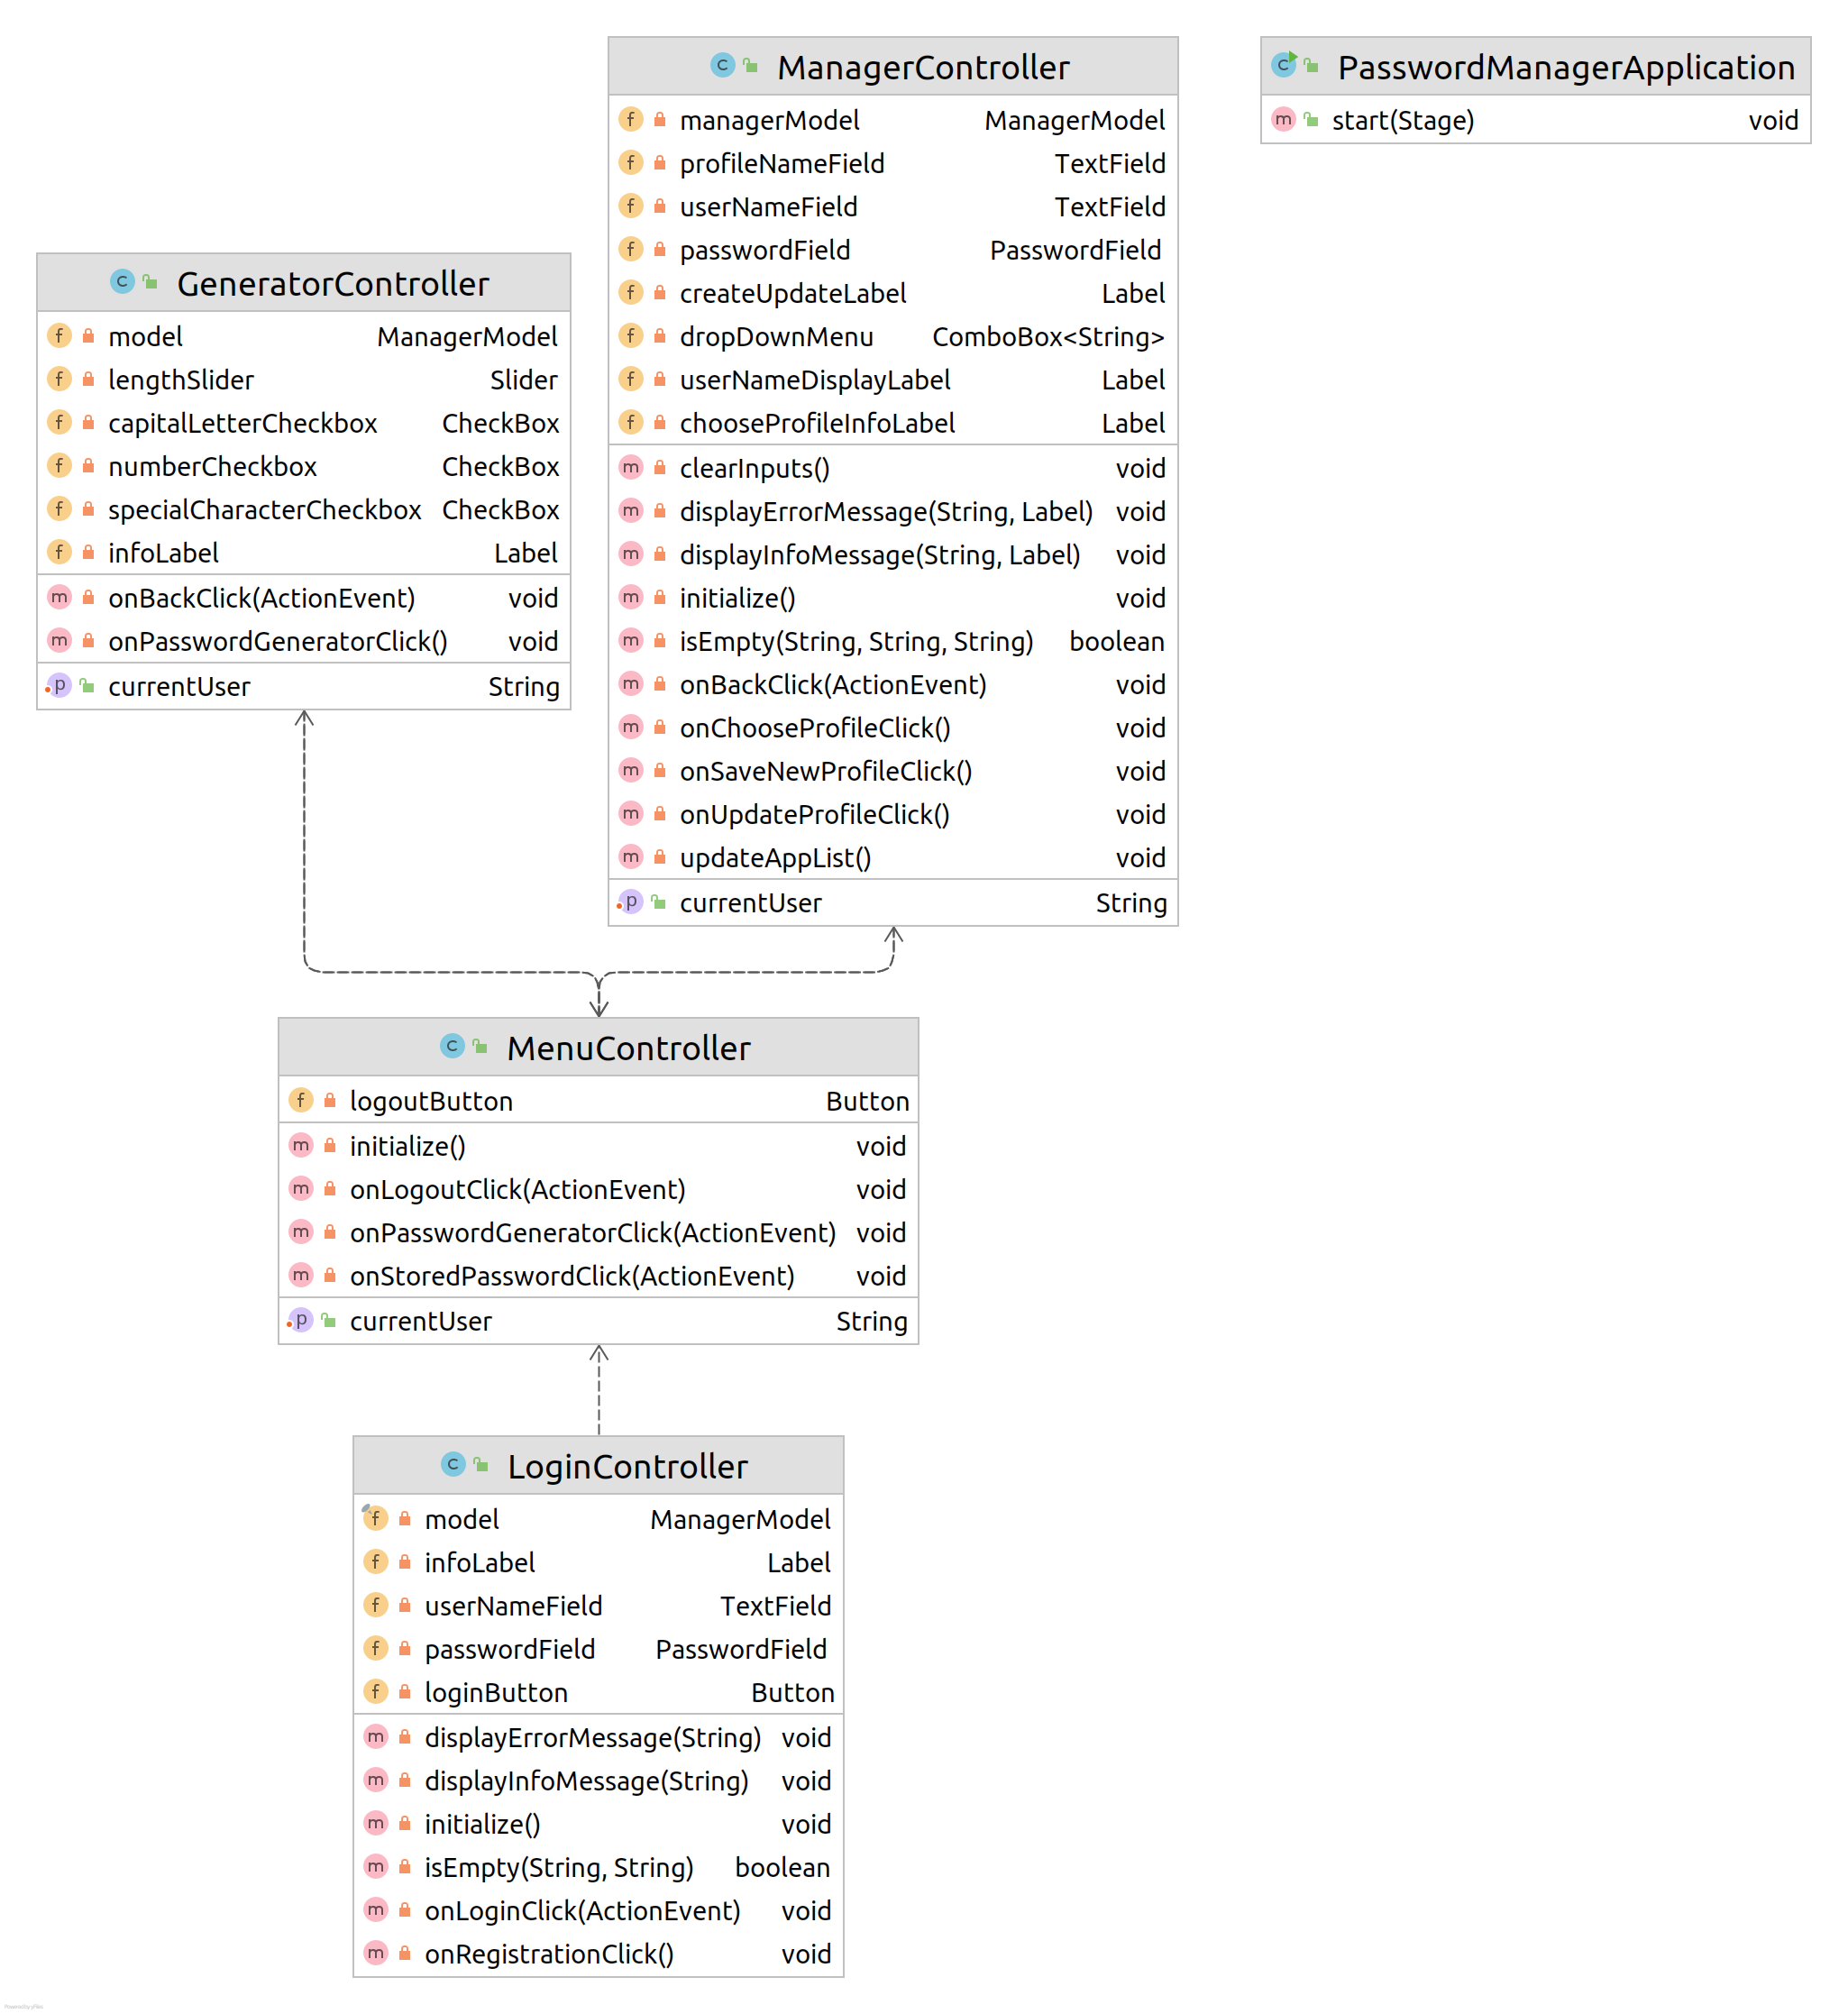 ManagerController
managerModel ManagerModel
profileNameField TextField
userNameField TextField
passwordField PasswordField
createUpdateLabel Label
dropDownMenu ComboBox<String>
userNameDisplayLabel Label
chooseProfileInfoLabel Label
clearInputs() void
displayErrorMessage(String, Label) void
displayInfoMessage(String, Label) void
initialize() void
isEmpty(String, String, String) boolean
onBackClick(ActionEvent) void
onChooseProfileClick() void
onSaveNewProfileClick() void
onUpdateProfileClick() void
updateAppList() void
currentUser String
PasswordManagerApplication
start(Stage) void
GeneratorController
model ManagerModel
lengthSlider Slider
capitalLetterCheckbox CheckBox
numberCheckbox CheckBox
specialCharacterCheckbox CheckBox
infoLabel Label
onBackClick(ActionEvent) void
onPasswordGeneratorClick() void
currentUser String
MenuController
logoutButton Button
initialize() void
onLogoutClick(ActionEvent) void
onPasswordGeneratorClick(ActionEvent) void
onStoredPasswordClick(ActionEvent) void
currentUser String
LoginController
model ManagerModel
infoLabel Label
userNameField TextField
passwordField PasswordField
loginButton Button
displayErrorMessage(String) void
displayInfoMessage(String) void
initialize() void
isEmpty(String, String) boolean
onLoginClick(ActionEvent) void
onRegistrationClick() void
Powered by yFiles